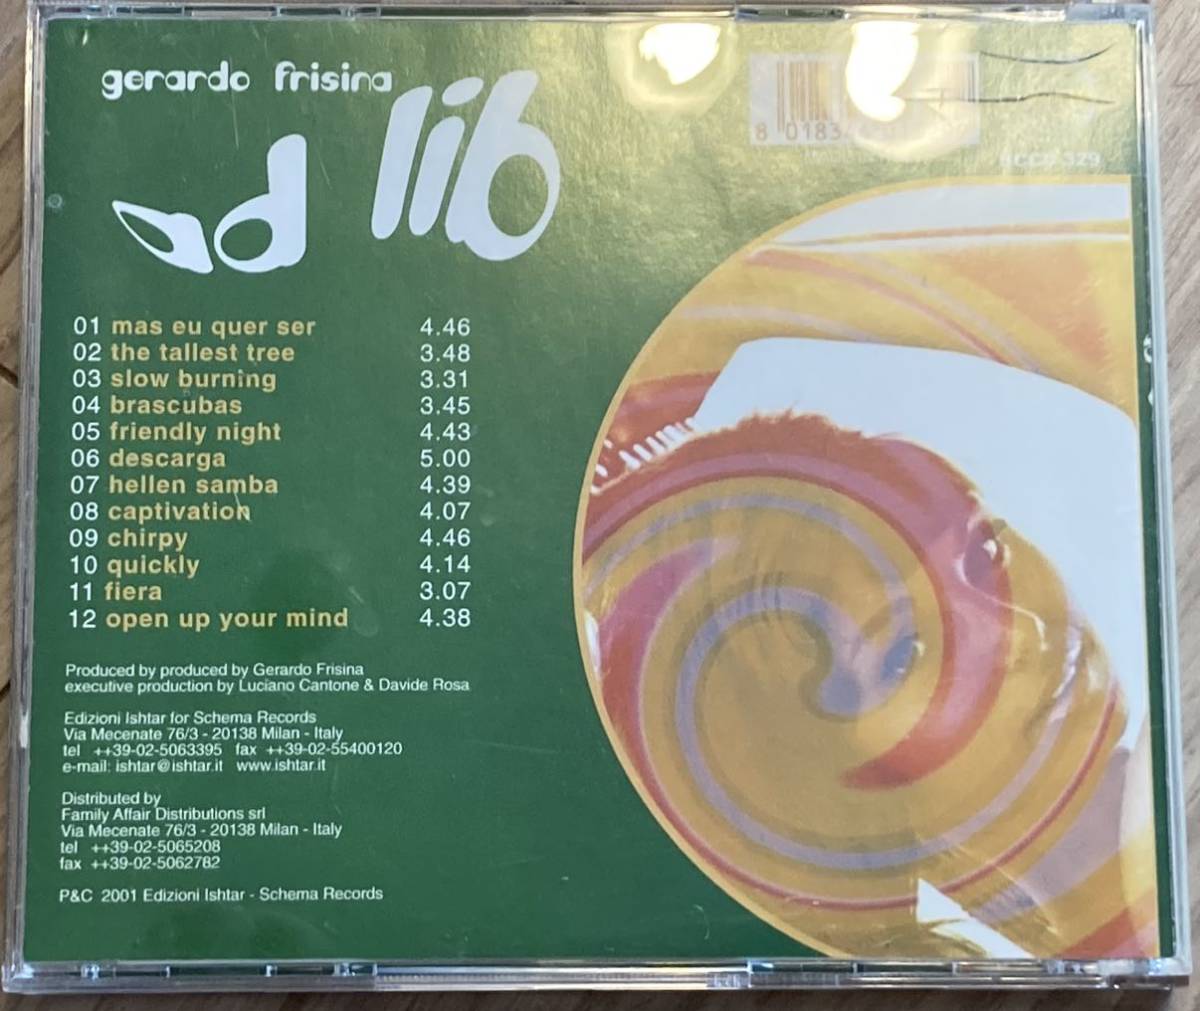 gerardo frisina
ad lib
8 0183
329
01 mas eu quer ser 4.46
02 the tallest tree 3.48
03 slow burning 3.31
04 brascubas 3.45
05 friendly night 4.43
06 descarga 5.00
07 hellen samba 4.39
08 captivation 4.07
09 chirpy 4.46
10 quickly 4.14
11 fiera 3.07
12 open up your mind 4.38
Produced by produced by Gerardo Frisina
executive production by Luciano Cantone & Davide Rosa
Edizioni Ishtar for Schema Records
Via Mecenate 76/3 - 20138 Milan - Italy
tel ++39-02-5063395 fax ++39-02-55400120
e-mail: ishtar@ishtar.it www.ishtar.it
Distributed by
Family Affair Distributions srl
Via Mecenate 76/3 - 20138 Milan - Italy
tel ++39-02-5065208
fax ++39-02-5062782
P&C 2001 Edizioni Ishtar - Schema Records